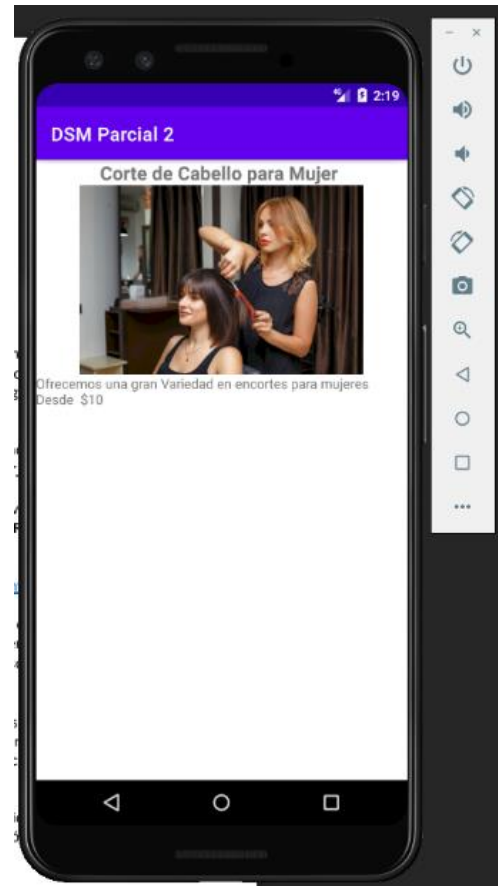 4G 2:19
DSM Parcial 2
Corte de Cabello para Mujer
Ofrecemos una gran Variedad en encortes para mujeres
Desde $10